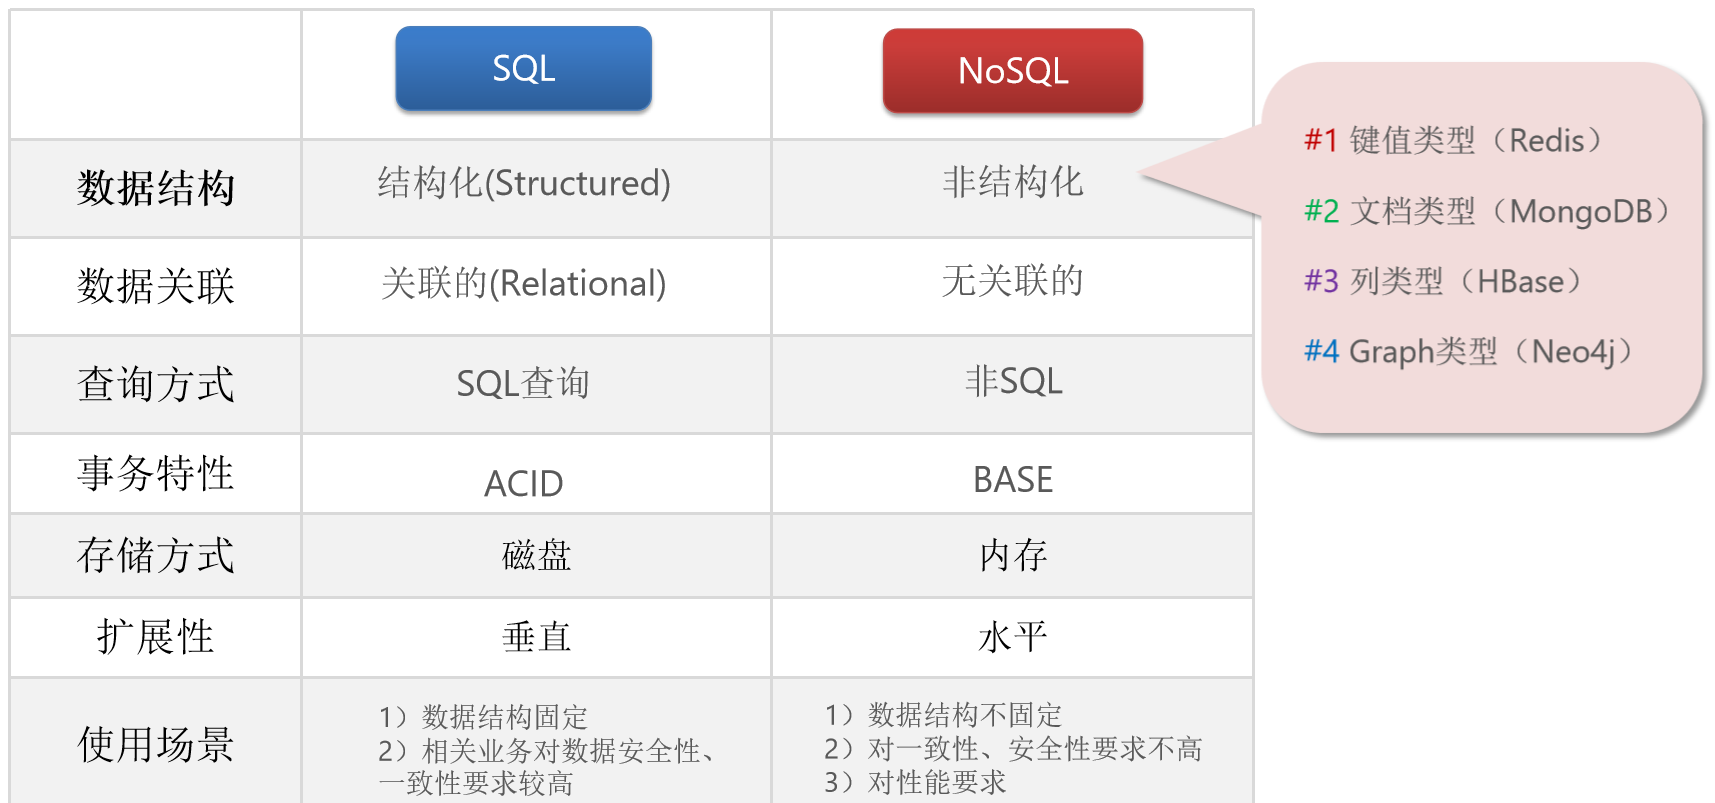 SQL
NoSQL
数据结构
结构化(Structured)
非结构化
#1 键值类型（Redis）
#2 文档类型（MongoDB）
#3 列类型（HBase）
#4 Graph类型（Neo4j）
数据关联
关联的(Relational)
无关联的
查询方式
SQL查询
非SQL
事务特性
ACID
BASE
存储方式
磁盘
内存
扩展性
垂直
水平
使用场景
1）数据结构固定
2）相关业务对数据安全性、
一致性要求较高
1）数据结构不固定
2）对一致性、安全性要求不高
3）对性能要求